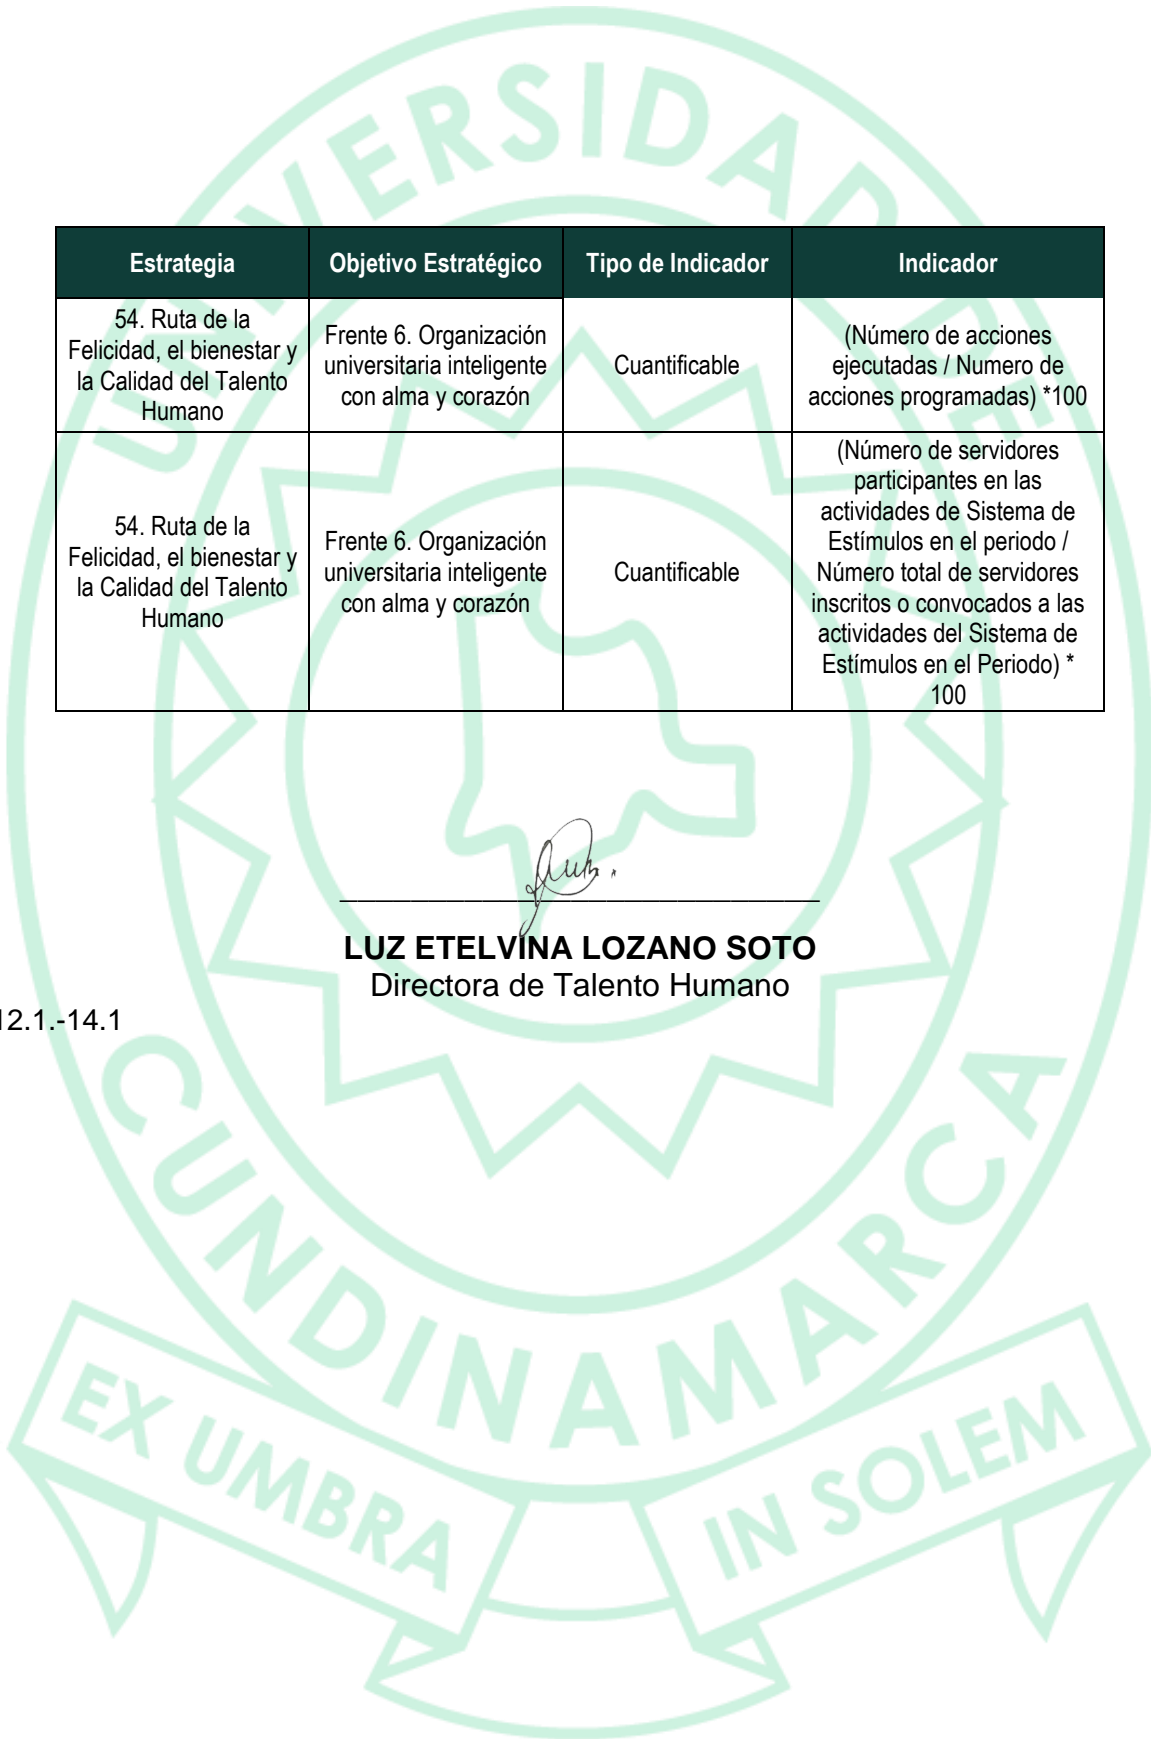 UNIVERSIDAD DE
Estrategia Objetivo Estratégico Tipo de Indicador Indicador
54. Ruta de la
Felicidad, el bienestar y
la Calidad del Talento
Humano
Frente 6. Organización
universitaria inteligente
con alma y corazón
Cuantificable
(Número de acciones
ejecutadas / Numero de
acciones programadas) *100
54. Ruta de la
Felicidad, el bienestar y
la Calidad del Talento
Humano
Frente 6. Organización
universitaria inteligente
con alma y corazón
Cuantificable
(Número de servidores
participantes en las
actividades de Sistema de
Estímulos en el periodo /
Número total de servidores
inscritos o convocados a las
actividades del Sistema de
Estímulos en el Periodo) *
100
LUZ ETELVINA LOZANO SOTO
Directora de Talento Humano
12.1.-14.1
CUNDINAMARCA
EX UMBRA IN SOLEM